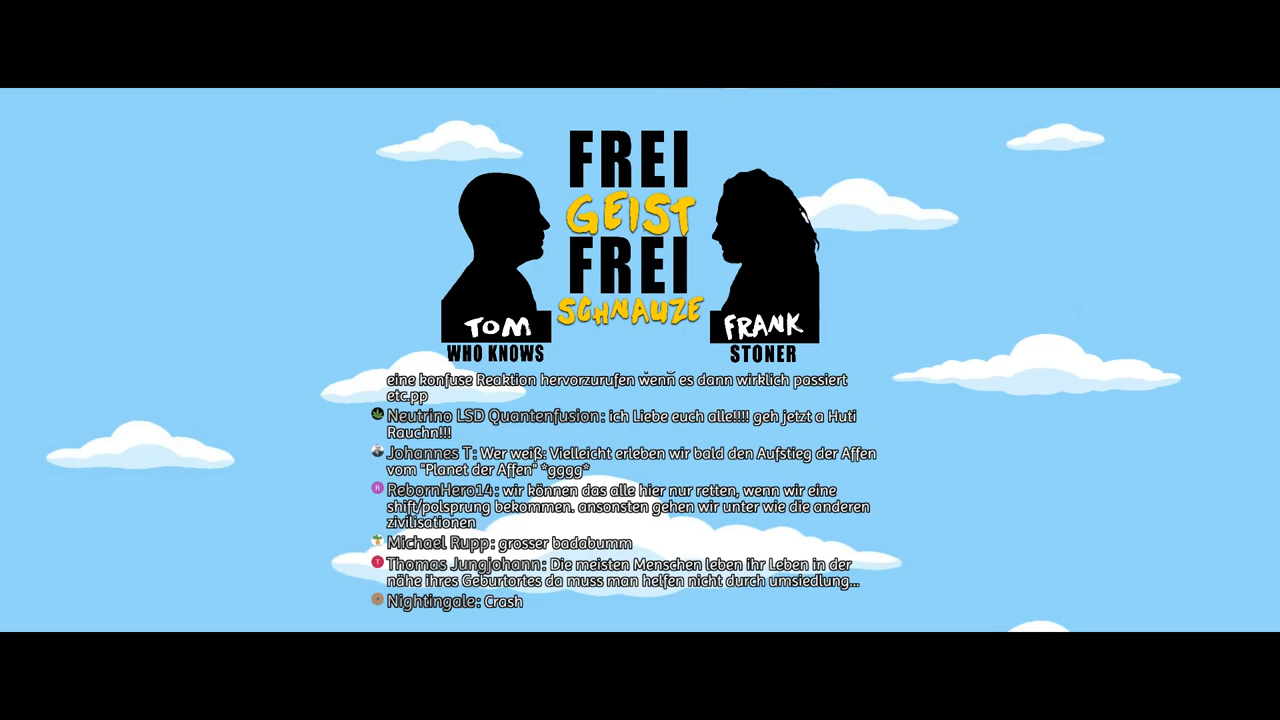 FREI
GEIST
FREI
SCHNAUZE
TOM
WHO KNOWS
FRANK
STONER
eine konfuse Reaktion hervorzurufen wenn es dann wirklich passiert
etc.pp
Neutrino LSD Quantenfusion: ich Liebe euch alle!!!! geh jetzt a Huti
Rauchn!!!
Johannes T: Wer weiß: Vielleicht erleben wir bald den Aufstieg der Affen
vom "Planet der Affen" *gggg*
RebornHero14: wir können das alle hier nur retten, wenn wir eine
shift/polsprung bekommen. ansonsten gehen wir unter wie die anderen
zivilisationen
Michael Rupp: grosser badabumm
Thomas Jungjohann: Die meisten Menschen leben ihr Leben in der
nähe ihres Geburtortes da muss man helfen nicht durch umsiedlung...
Nightingale: Crash